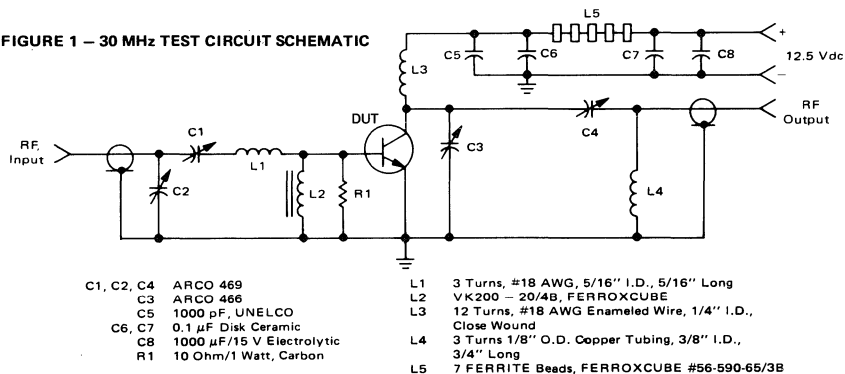 FIGURE 1 – 30 MHz TEST CIRCUIT SCHEMATIC
L5
+
C5
C6
C7
C8
12.5 Vdc
–
L3
RF
Output
DUT
C4
C1
RF
Input
L1
C3
C2
L2
R1
L4
C1, C2, C4 ARCO 469
C3 ARCO 466
C5 1000 pF, UNELCO
C6, C7 0.1 μF Disk Ceramic
C8 1000 μF/15 V Electrolytic
R1 10 Ohm/1 Watt, Carbon
L1 3 Turns, #18 AWG, 5/16" I.D., 5/16" Long
L2 VK200 – 20/4B, FERROXCUBE
L3 12 Turns, #18 AWG Enameled Wire, 1/4" I.D.,
Close Wound
L4 3 Turns 1/8" O.D. Copper Tubing, 3/8" I.D.,
3/4" Long
L5 7 FERRITE Beads, FERROXCUBE #56-590-65/3B